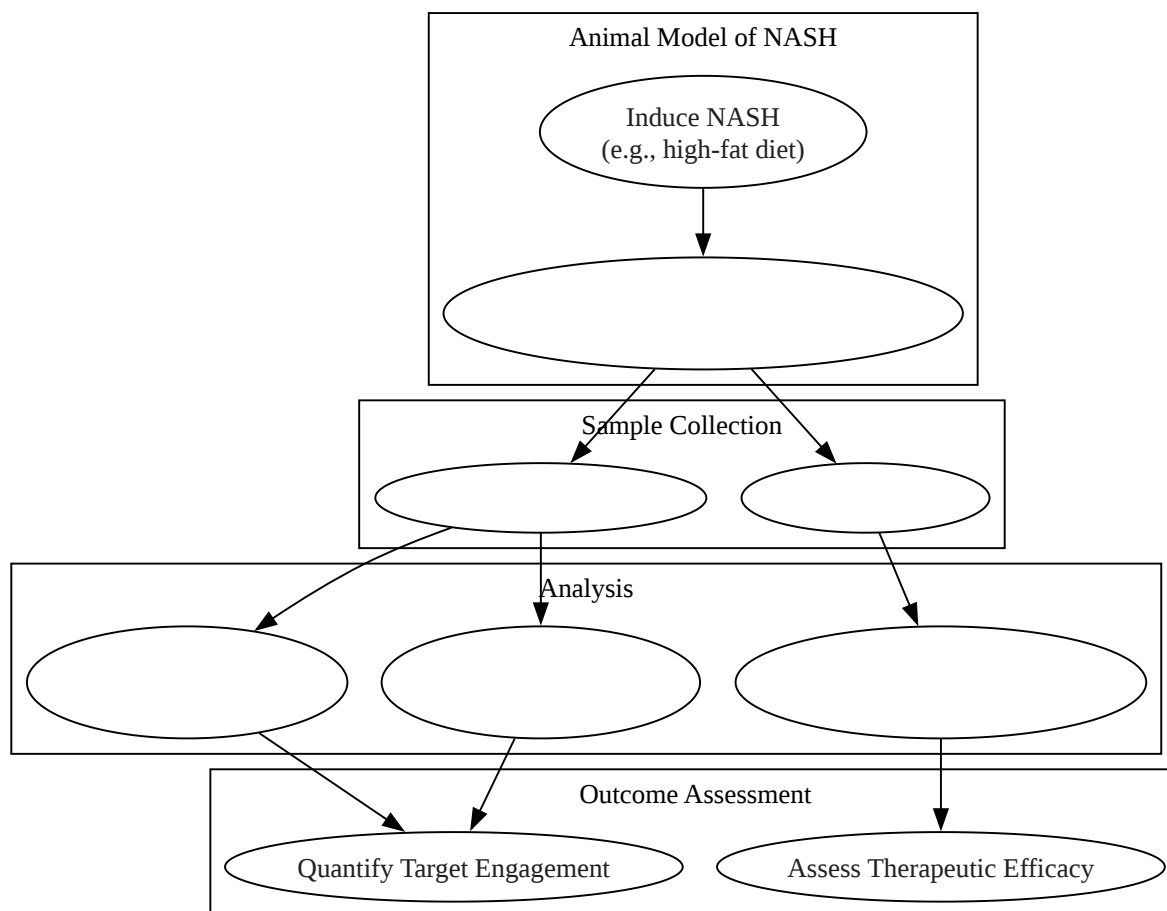 Animal Model of NASH
Induce NASH
(e.g., high-fat diet)
Sample Collection
Analysis
Outcome Assessment
Quantify Target Engagement
Assess Therapeutic Efficacy